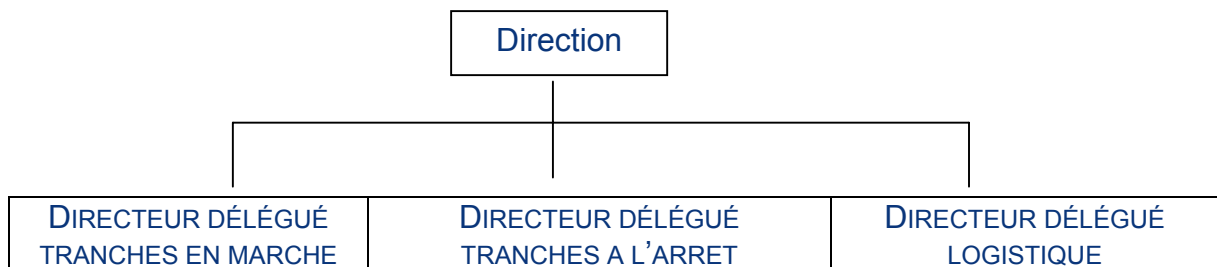 Direction
DIRECTEUR DÉLÉGUÉ
TRANCHES EN MARCHE
DIRECTEUR DÉLÉGUÉ
TRANCHES A L’ARRET
DIRECTEUR DÉLÉGUÉ
LOGISTIQUE